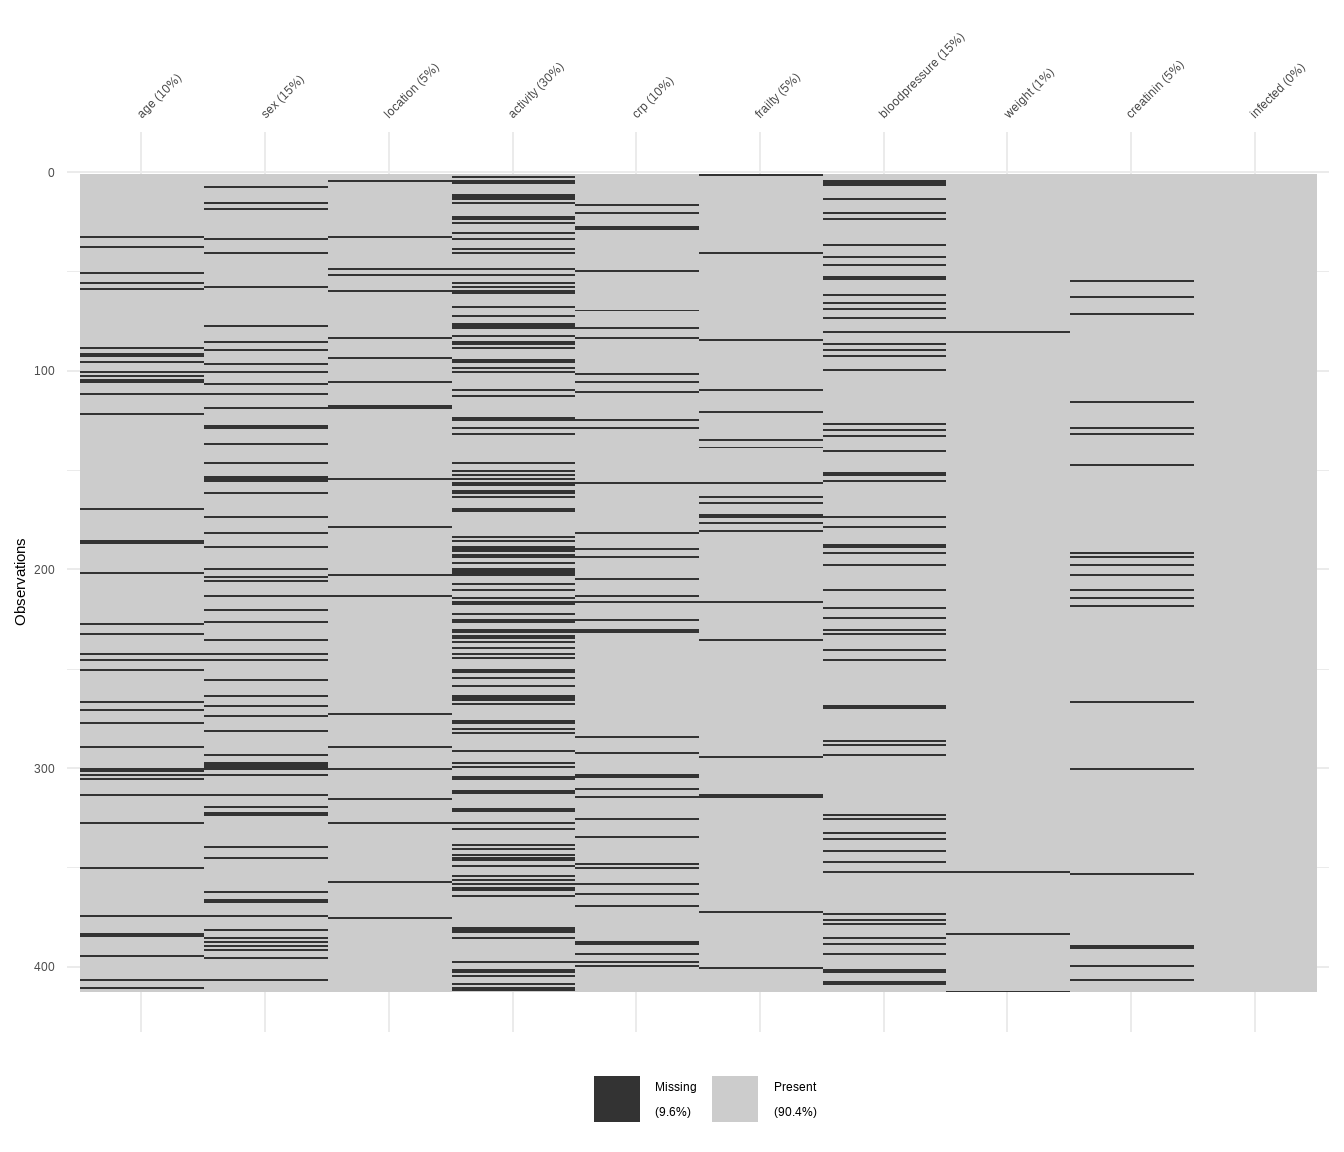 age (10%)
sex (15%)
location (5%)
activity (30%)
crp (10%)
frailty (5%)
bloodpressure (15%)
weight (1%)
creatinin (5%)
infected (0%)
Observations
0
100
200
300
400
Missing
(9.6%)
Present
(90.4%)